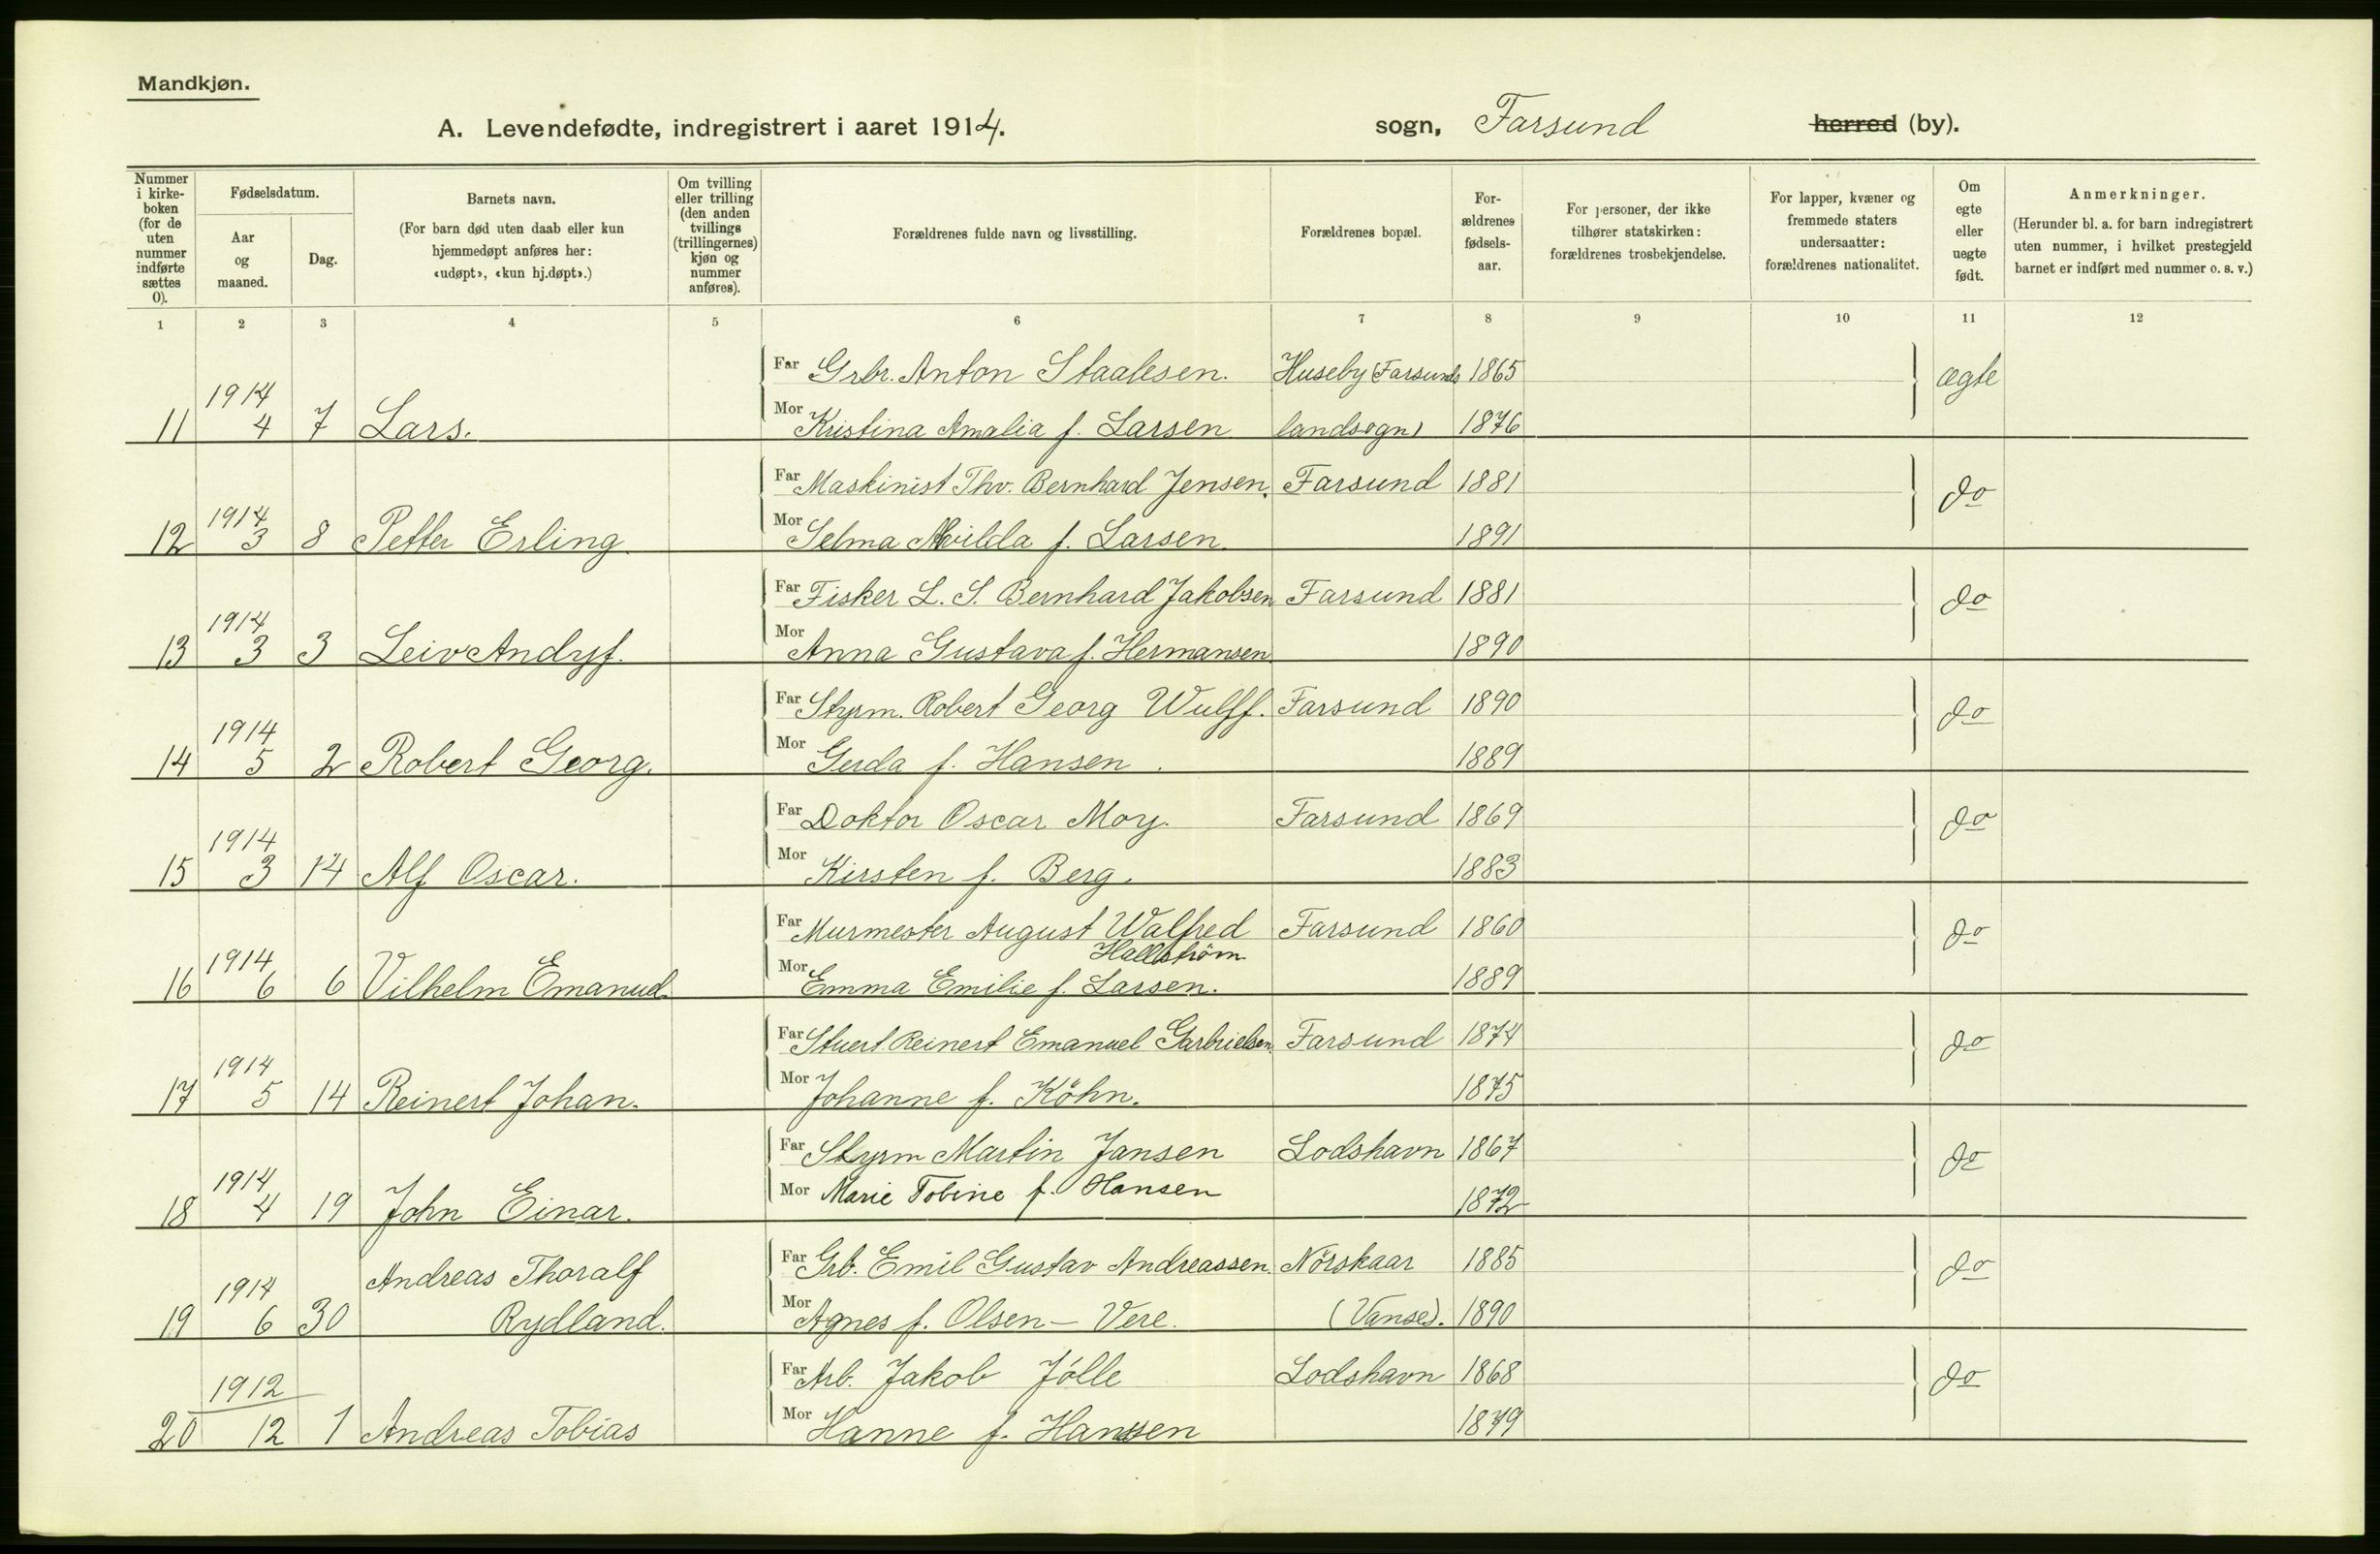 Mandkjøn.
A. Levendefødte, indregistrert i aaret 1914. sogn, Farsund herred (by).
Nummer i kirke-boken (for de uten nummer indførte sættes 0).
Fødselsdatum.
Aar og maaned.
Dag.
Barnets navn.
(For barn død uten daab eller kun hjemmedøpt anføres her: «udøpt», «kun hj.døpt».)
Om tvilling eller trilling (den anden tvillings (trillingernes) kjøn og nummer anføres).
Forældrenes fulde navn og livsstilling.
Forældrenes bopæl.
For-ældrenes fødsels-aar.
For personer, der ikke tilhører statskirken: forældrenes trosbekjendelse.
For lapper, kvæner og fremmede staters undersaatter: forældrenes nationalitet.
Om egte eller uegte født.
Anmerkninger.
(Herunder bl. a. for barn indregistrert uten nummer, i hvilket prestegjeld barnet er indført med nummer o. s. v.)
1 2 3 4 5 6 7 8 9 10 11 12
Far Grbr. Anton Staalesen. Huseby (Farsunds 1865 ægte
11 1914 4 7 Lars. Mor Kristina Amalia f. Larsen landsogn) 1876
Far Maskinist Thv. Bernhard Jensen. Farsund 1881 do
12 1914 3 8 Petter Erling. Mor Selma f. Larsen. 1891
Far Fisker L. S. Bernhard Jakobsen Farsund 1881 do
13 1914 3 3 Leiv Andyf. Mor Anna Gustava f. Hermansen 1890
Far Styrm. Robert Georg Wulff. Farsund 1890 do
14 1914 5 2 Robert Georg. Mor Gerda f. Hansen. 1889
Far Doktor Oscar Moy. Farsund 1869 do
15 1914 3 14 Alf Oscar. Mor Kirsten f. Berg. 1883
Far Murmester August Walfred Farsund 1860 do
Hallström
16 1914 6 6 Vilhelm Emanuel. Mor Emma Emilie f. Larsen. 1889
Far Stuert Reinert Emanuel Garbrielsen. Farsund 1874 do
17 1914 5 14 Reinert Johan. Mor Johanne f. Köhn. 1875
Far Styrm Martin Jansen Lodshavn 1867 do
18 1914 4 19 John Einar. Mor Marie Tobine f. Hansen 1872
Andreas Thoralf Far Grb. Emil Gustav Andreassen. Nörskaar 1885 do
19 1914 6 30 Rydland. Mor Agnes f. Olsen - Vere. (Vanse). 1890
Far Arb. Jakob Jölle Lodshavn 1868 do
20 1912 12 1 Andreas Tobias Mor Hanne f. Hansen 1879